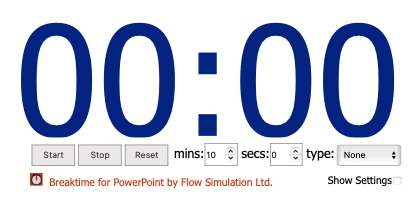 00:00
Start Stop Reset mins: 10 secs: 0 type: None
Breaktime for PowerPoint by Flow Simulation Ltd. Show Settings